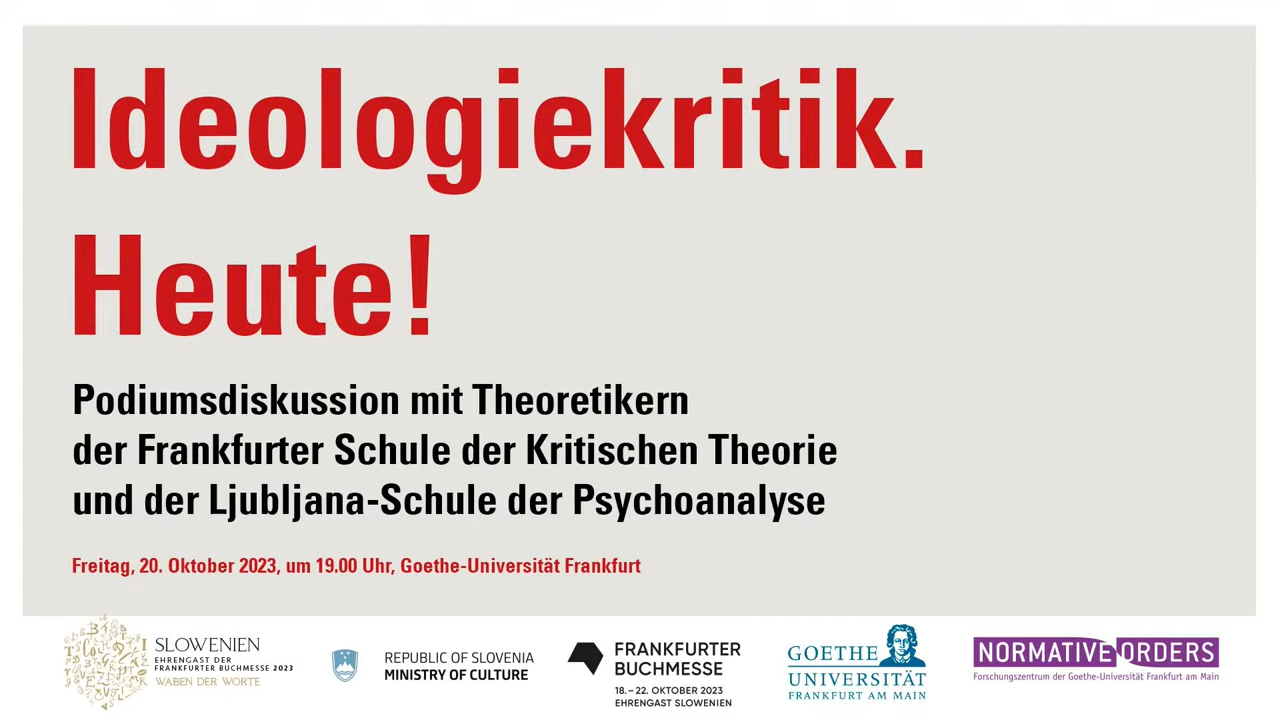 Ideologiekritik.
Heute!
Podiumsdiskussion mit Theoretikern
der Frankfurter Schule der Kritischen Theorie
und der Ljubljana-Schule der Psychoanalyse
Freitag, 20. Oktober 2023, um 19.00 Uhr, Goethe-Universität Frankfurt
SLOWENIEN
EHRENGAST DER
FRANKFURTER BUCHMESSE 2023
WABEN DER WORTE
REPUBLIC OF SLOVENIA
MINISTRY OF CULTURE
FRANKFURTER
BUCHMESSE
18. – 22. OKTOBER 2023
EHRENGAST SLOWENIEN
GOETHE
UNIVERSITÄT
FRANKFURT AM MAIN
NORMATIVE ORDERS
Forschungszentrum der Goethe-Universität Frankfurt am Main